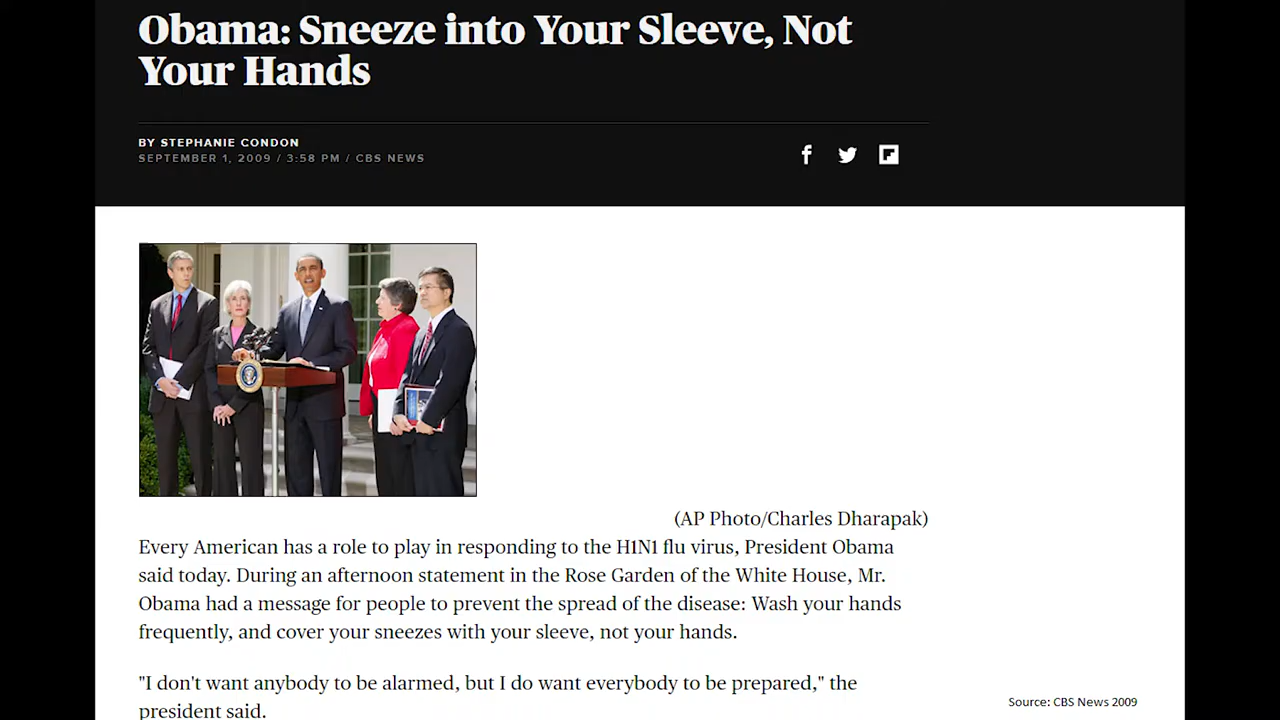 Obama: Sneeze into Your Sleeve, Not
Your Hands
BY STEPHANIE CONDON
SEPTEMBER 1, 2009 / 3:58 PM / CBS NEWS
(AP Photo/Charles Dharapak)
Every American has a role to play in responding to the H1N1 flu virus, President Obama
said today. During an afternoon statement in the Rose Garden of the White House, Mr.
Obama had a message for people to prevent the spread of the disease: Wash your hands
frequently, and cover your sneezes with your sleeve, not your hands.
"I don't want anybody to be alarmed, but I do want everybody to be prepared," the
president said.
Source: CBS News 2009